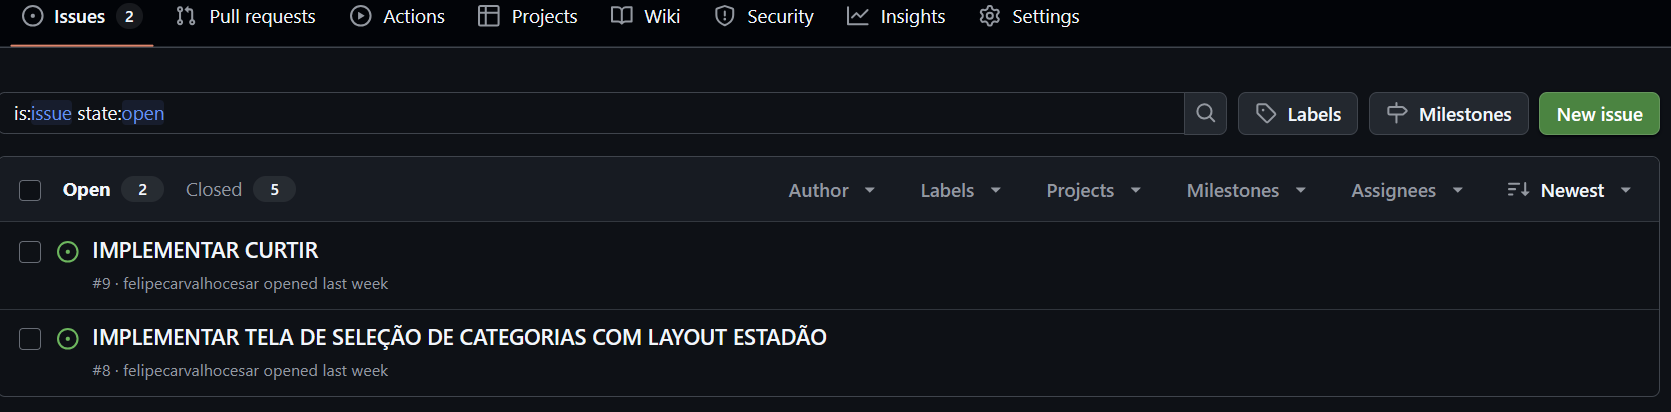 Issues 2 Pull requests Actions Projects Wiki Security Insights Settings
is:issue state:open Labels Milestones New issue
Open 2 Closed 5 Author Labels Projects Milestones Assignees Newest
IMPLEMENTAR CURTIR
#9 · felipecarvalhocesar opened last week
IMPLEMENTAR TELA DE SELEÇÃO DE CATEGORIAS COM LAYOUT ESTADÃO
#8 · felipecarvalhocesar opened last week